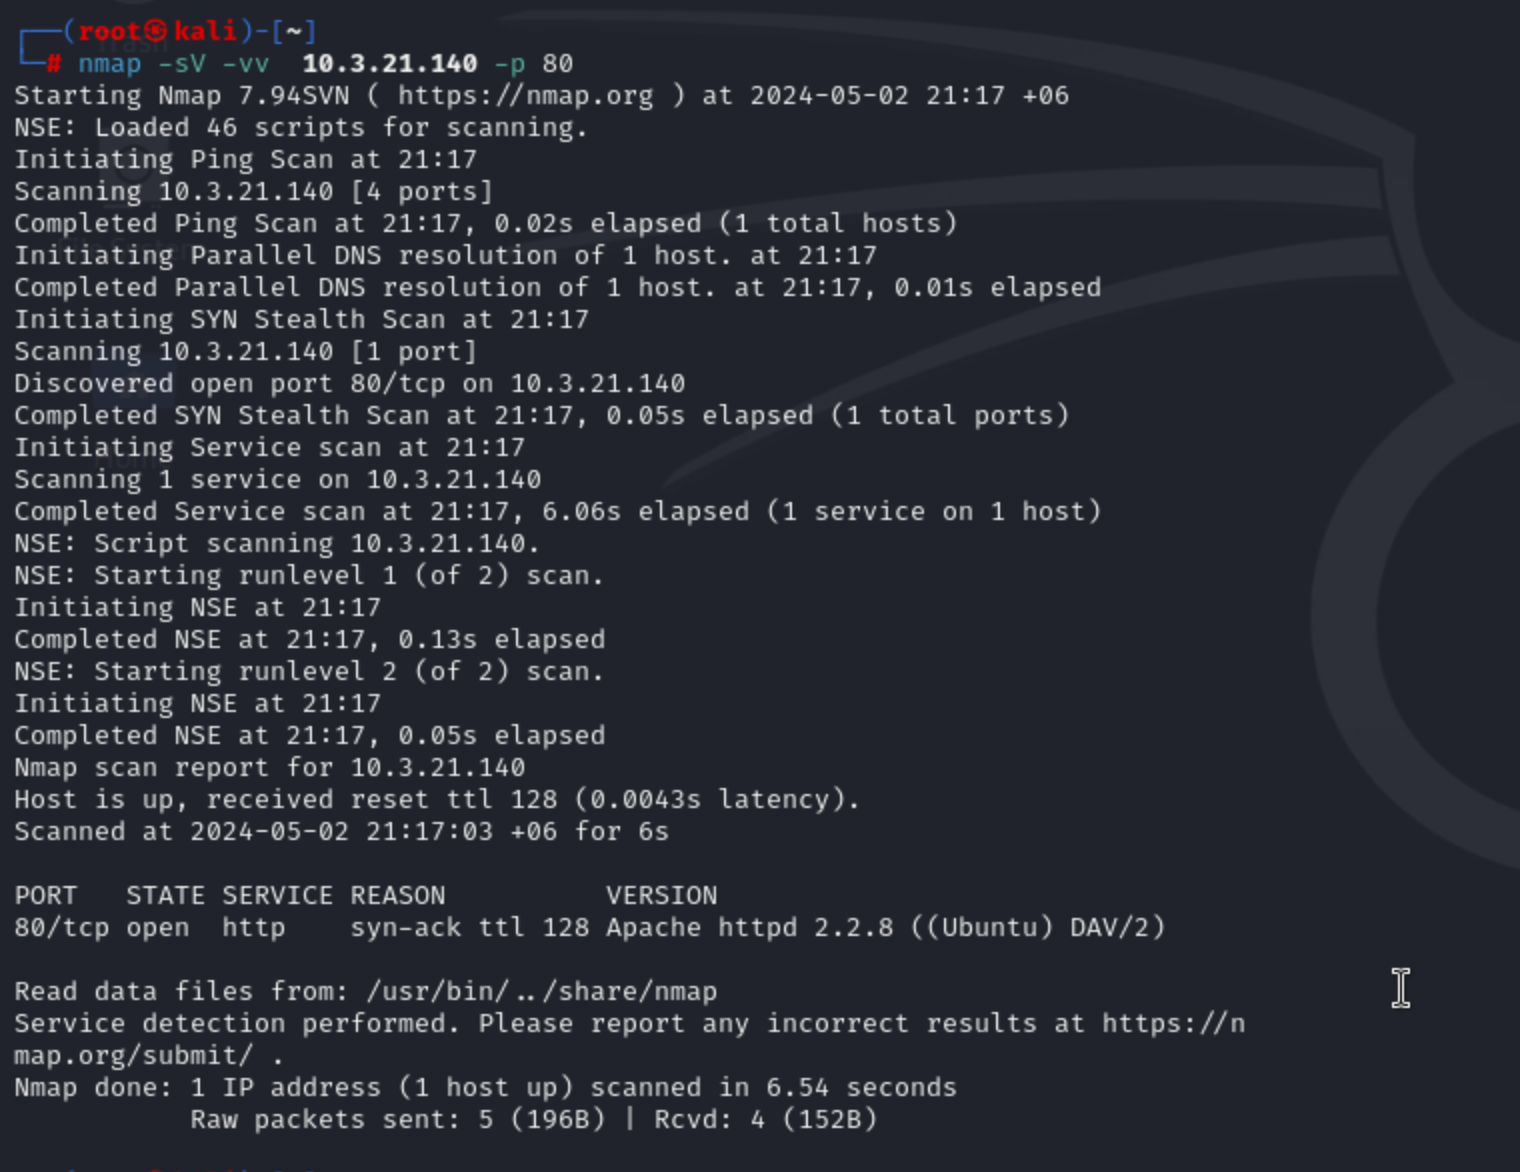 ┌──(root㉿kali)-[~]
└─# nmap -sV -vv  10.3.21.140 -p 80
Starting Nmap 7.94SVN ( https://nmap.org ) at 2024-05-02 21:17 +06
NSE: Loaded 46 scripts for scanning.
Initiating Ping Scan at 21:17
Scanning 10.3.21.140 [4 ports]
Completed Ping Scan at 21:17, 0.02s elapsed (1 total hosts)
Initiating Parallel DNS resolution of 1 host. at 21:17
Completed Parallel DNS resolution of 1 host. at 21:17, 0.01s elapsed
Initiating SYN Stealth Scan at 21:17
Scanning 10.3.21.140 [1 port]
Discovered open port 80/tcp on 10.3.21.140
Completed SYN Stealth Scan at 21:17, 0.05s elapsed (1 total ports)
Initiating Service scan at 21:17
Scanning 1 service on 10.3.21.140
Completed Service scan at 21:17, 6.06s elapsed (1 service on 1 host)
NSE: Script scanning 10.3.21.140.
NSE: Starting runlevel 1 (of 2) scan.
Initiating NSE at 21:17
Completed NSE at 21:17, 0.13s elapsed
NSE: Starting runlevel 2 (of 2) scan.
Initiating NSE at 21:17
Completed NSE at 21:17, 0.05s elapsed
Nmap scan report for 10.3.21.140
Host is up, received reset ttl 128 (0.0043s latency).
Scanned at 2024-05-02 21:17:03 +06 for 6s

PORT   STATE SERVICE REASON          VERSION
80/tcp open  http    syn-ack ttl 128 Apache httpd 2.2.8 ((Ubuntu) DAV/2)

Read data files from: /usr/bin/../share/nmap
Service detection performed. Please report any incorrect results at https://n
map.org/submit/ .
Nmap done: 1 IP address (1 host up) scanned in 6.54 seconds
           Raw packets sent: 5 (196B) | Rcvd: 4 (152B)